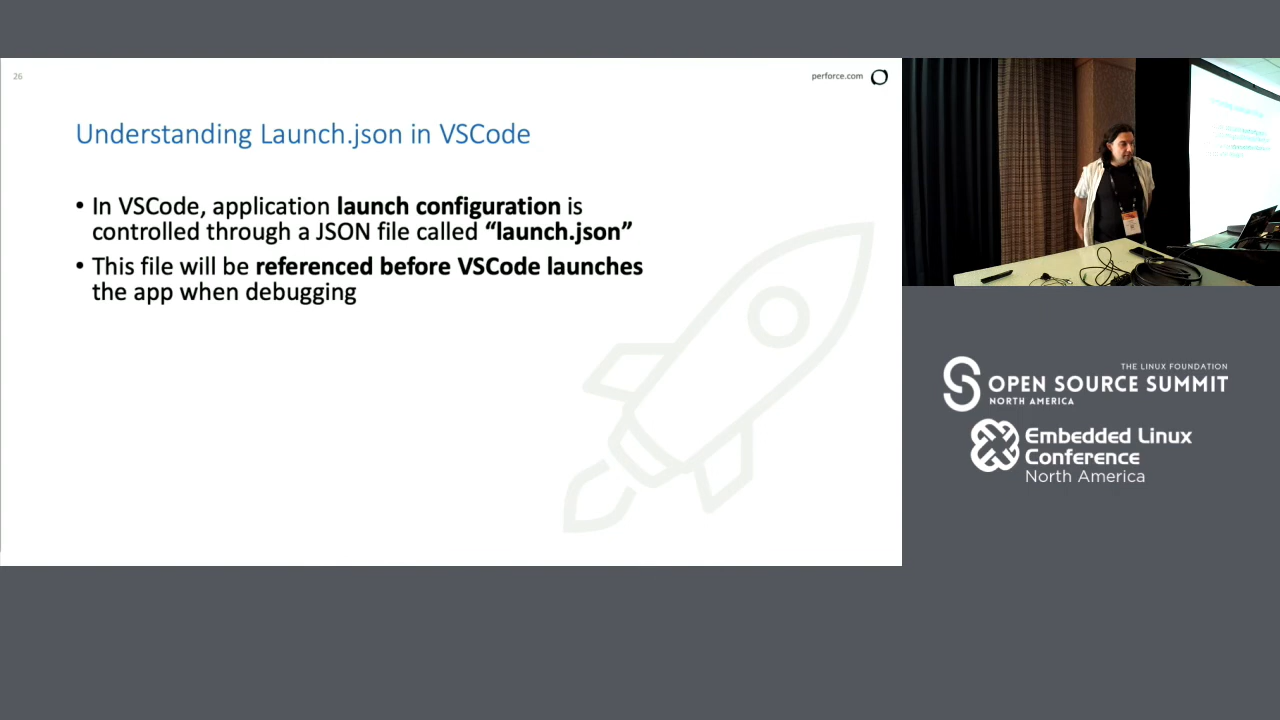 26
perforce.com
Understanding Launch.json in VSCode
• In VSCode, application launch configuration is
controlled through a JSON file called “launch.json”
• This file will be referenced before VSCode launches
the app when debugging
THE LINUX FOUNDATION
OPEN SOURCE SUMMIT
NORTH AMERICA
Embedded Linux
Conference
North America